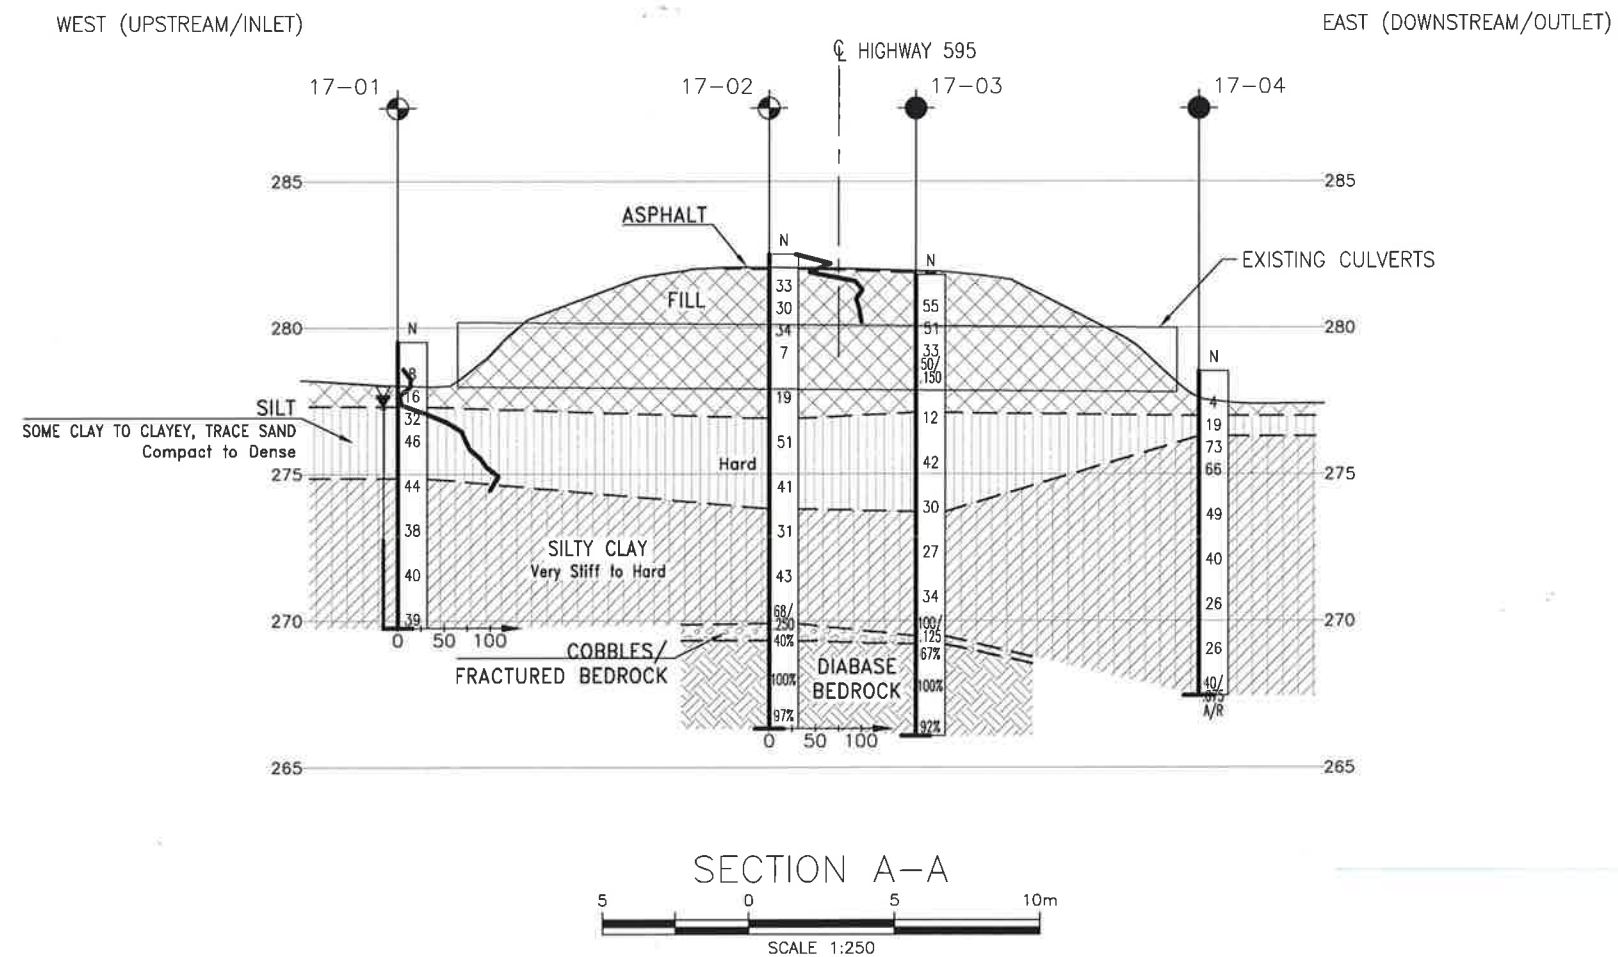 WEST (UPSTREAM/INLET)
EAST (DOWNSTREAM/OUTLET)
℄ HIGHWAY 595
17-01
17-02
17-03
17-04
285
285
ASPHALT
N
N
EXISTING CULVERTS
FILL
280
280
N
N
8
16
32
46
44
38
40
39
0 50 100
33
30
34
7
19
51
41
31
43
68/
250
40%
100%
97%
0 50 100
55
51
33
50/
.150
12
42
30
27
34
100/
.125
67%
100%
92%
4
19
73
66
49
40
26
26
40/
.075
A/R
SILT
SOME CLAY TO CLAYEY, TRACE SAND
Compact to Dense
Hard
275
275
SILTY CLAY
Very Stiff to Hard
270
270
COBBLES/
FRACTURED BEDROCK
DIABASE
BEDROCK
265
265
SECTION A-A
5 0 5 10m
SCALE 1:250